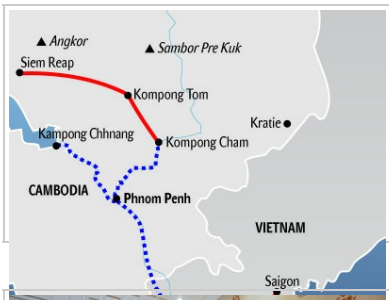 Angkor
Sambor Pre Kuk
Siem Reap
Kompong Tom
Kratie
Kampong Chhnang
Kompong Cham
CAMBODIA
Phnom Penh
VIETNAM
Saigon